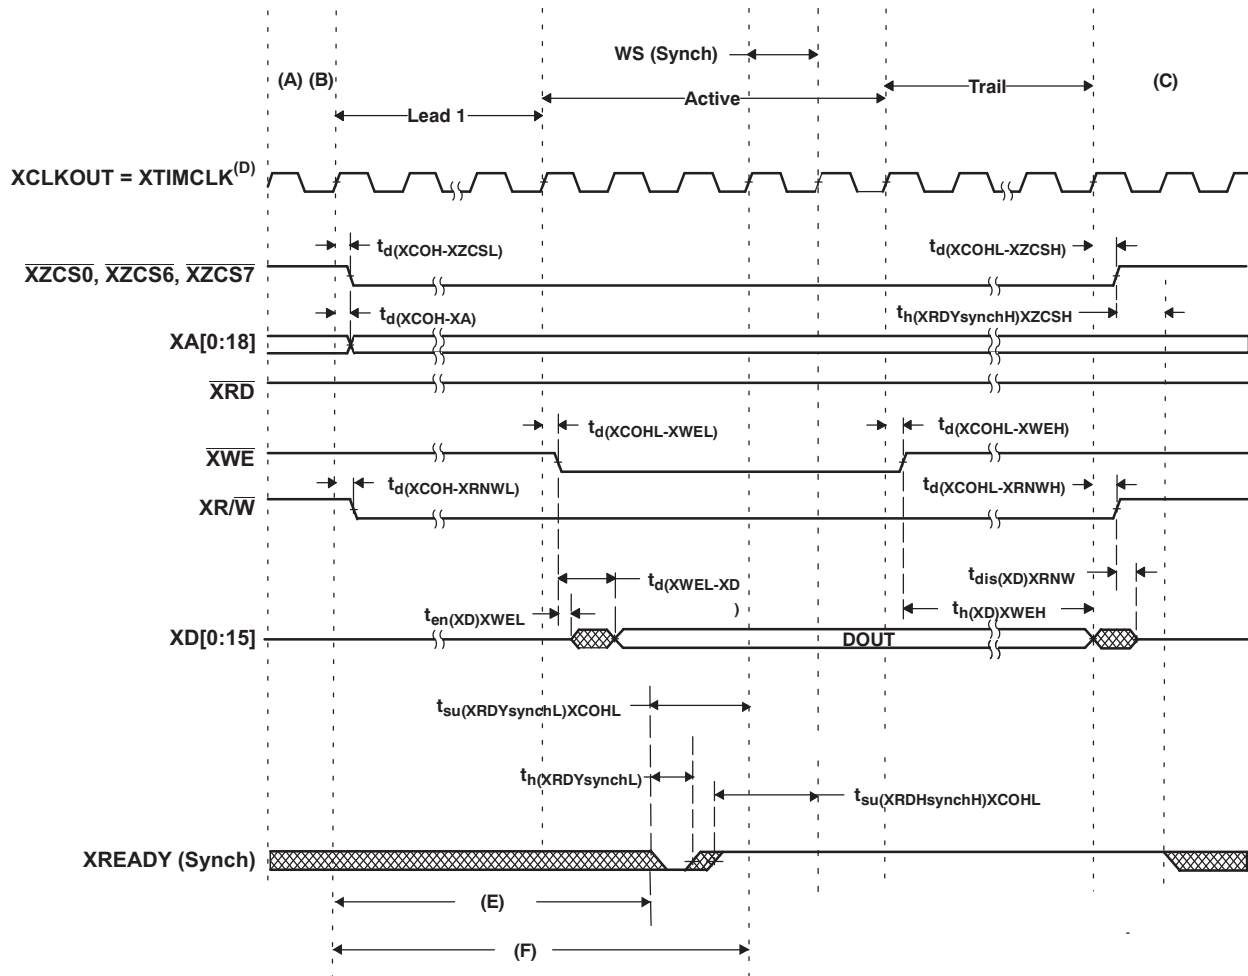 WS (Synch)
(A) (B)
(C)
Trail
Active
Lead 1
XCLKOUT = XTIMCLK(D)
td(XCOH-XZCSL)
td(XCOHL-XZCSH)
XZCS0, XZCS6, XZCS7
td(XCOH-XA)
th(XRDYsynchH)XZCSH
XA[0:18]
XRD
td(XCOHL-XWEL)
td(XCOHL-XWEH)
XWE
td(XCOH-XRNWL)
td(XCOHL-XRNWH)
XR/W
td(XWEL-XD
)
tdis(XD)XRNW
ten(XD)XWEL
th(XD)XWEH
XD[0:15]
DOUT
tsu(XRDYsynchL)XCOHL
th(XRDYsynchL)
tsu(XRDHsynchH)XCOHL
XREADY (Synch)
(E)
(F)